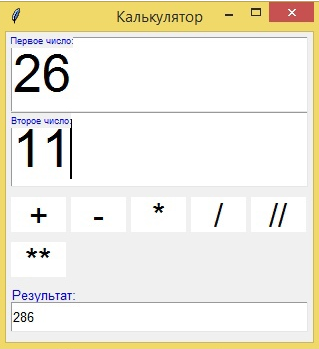 Калькулятор
Первое число:
26
Второе число:
11
+ - * / //
**
Результат:
286